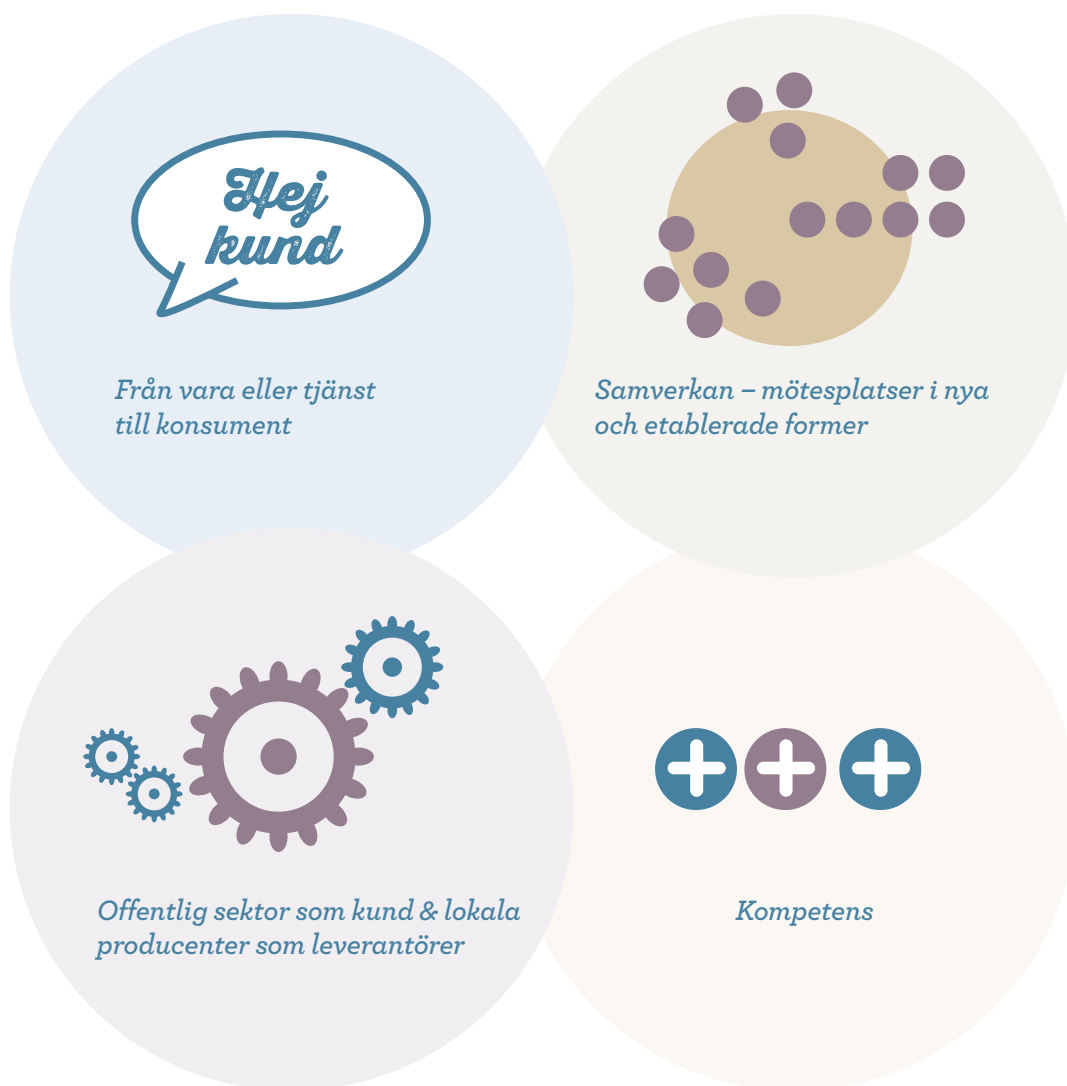 Hej
kund
Från vara eller tjänst
till konsument
Samverkan – mötesplatser i nya
och etablerade former
Offentlig sektor som kund & lokala
producenter som leverantörer
Kompetens